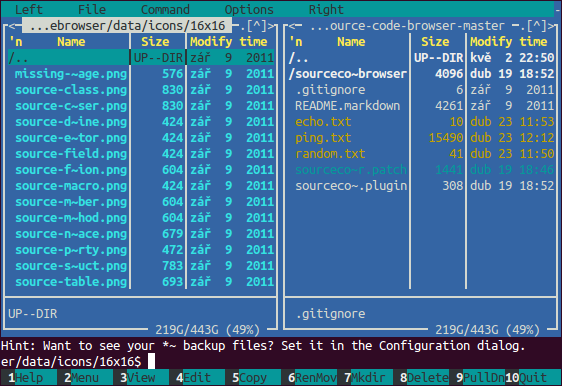 Left File Command Options Right
<─ ...ebrowser/data/icons/16x16 ─.[^]> <─ ...ource-code-browser-master ─.[^]>
'n Name Size Modify time 'n Name Size Modify time
/.. UP--DIR zář 9 2011 /.. UP--DIR kvě 2 22:50
missing-~age.png 576 zář 9 2011 /sourceco~browser 4096 dub 19 18:52
source-class.png 830 zář 9 2011 .gitignore 6 zář 9 2011
source-c~ser.png 830 zář 9 2011 README.markdown 4261 zář 9 2011
source-d~ine.png 424 zář 9 2011 echo.txt 10 dub 23 11:53
source-e~tor.png 424 zář 9 2011 ping.txt 15490 dub 23 12:12
source-field.png 424 zář 9 2011 random.txt 41 dub 23 11:50
source-f~ion.png 604 zář 9 2011 sourceco~r.patch 1441 dub 19 18:46
source-macro.png 424 zář 9 2011 sourceco~.plugin 308 dub 19 18:52
source-m~ber.png 604 zář 9 2011
source-m~hod.png 604 zář 9 2011
source-n~ace.png 679 zář 9 2011
source-p~rty.png 472 zář 9 2011
source-s~uct.png 783 zář 9 2011
source-table.png 693 zář 9 2011
UP--DIR .gitignore
219G/443G (49%) 219G/443G (49%)
Hint: Want to see your *~ backup files? Set it in the Configuration dialog.
er/data/icons/16x16$
1Help 2Menu 3View 4Edit 5Copy 6RenMov 7Mkdir 8Delete 9PullDn 10Quit